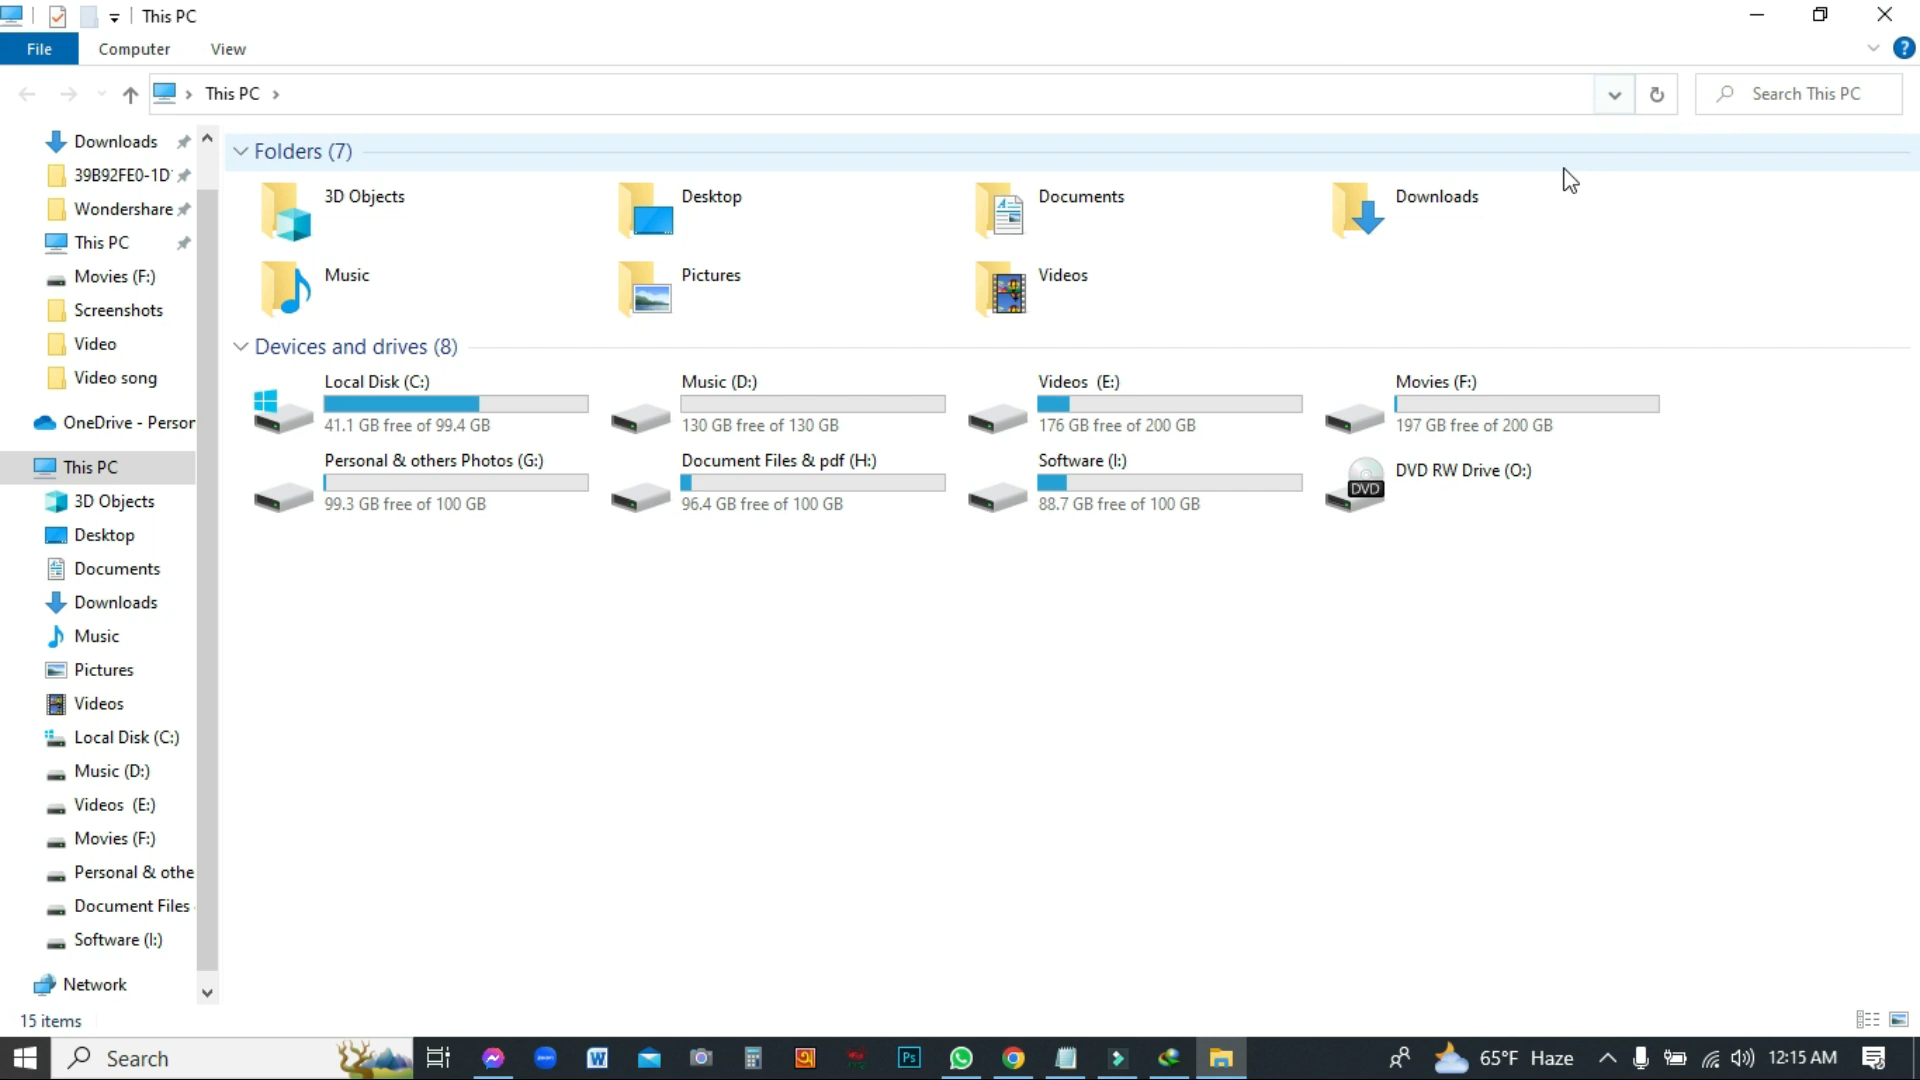 This PC
File Computer View
This PC
Search This PC
Downloads
39B92FE0-1D
Wondershare
This PC
Movies (F:)
Screenshots
Video
Video song
OneDrive - Person
This PC
3D Objects
Desktop
Documents
Downloads
Music
Pictures
Videos
Local Disk (C:)
Music (D:)
Videos (E:)
Movies (F:)
Personal & othe
Document Files
Software (I:)
Network
Folders (7)
3D Objects
Desktop
Documents
Downloads
Music
Pictures
Videos
Devices and drives (8)
Local Disk (C:)
41.1 GB free of 99.4 GB
Music (D:)
130 GB free of 130 GB
Videos (E:)
176 GB free of 200 GB
Movies (F:)
197 GB free of 200 GB
Personal & others Photos (G:)
99.3 GB free of 100 GB
Document Files & pdf (H:)
96.4 GB free of 100 GB
Software (I:)
88.7 GB free of 100 GB
DVD
DVD RW Drive (O:)
15 items
Search
W
Ps
65°F Haze
12:15 AM